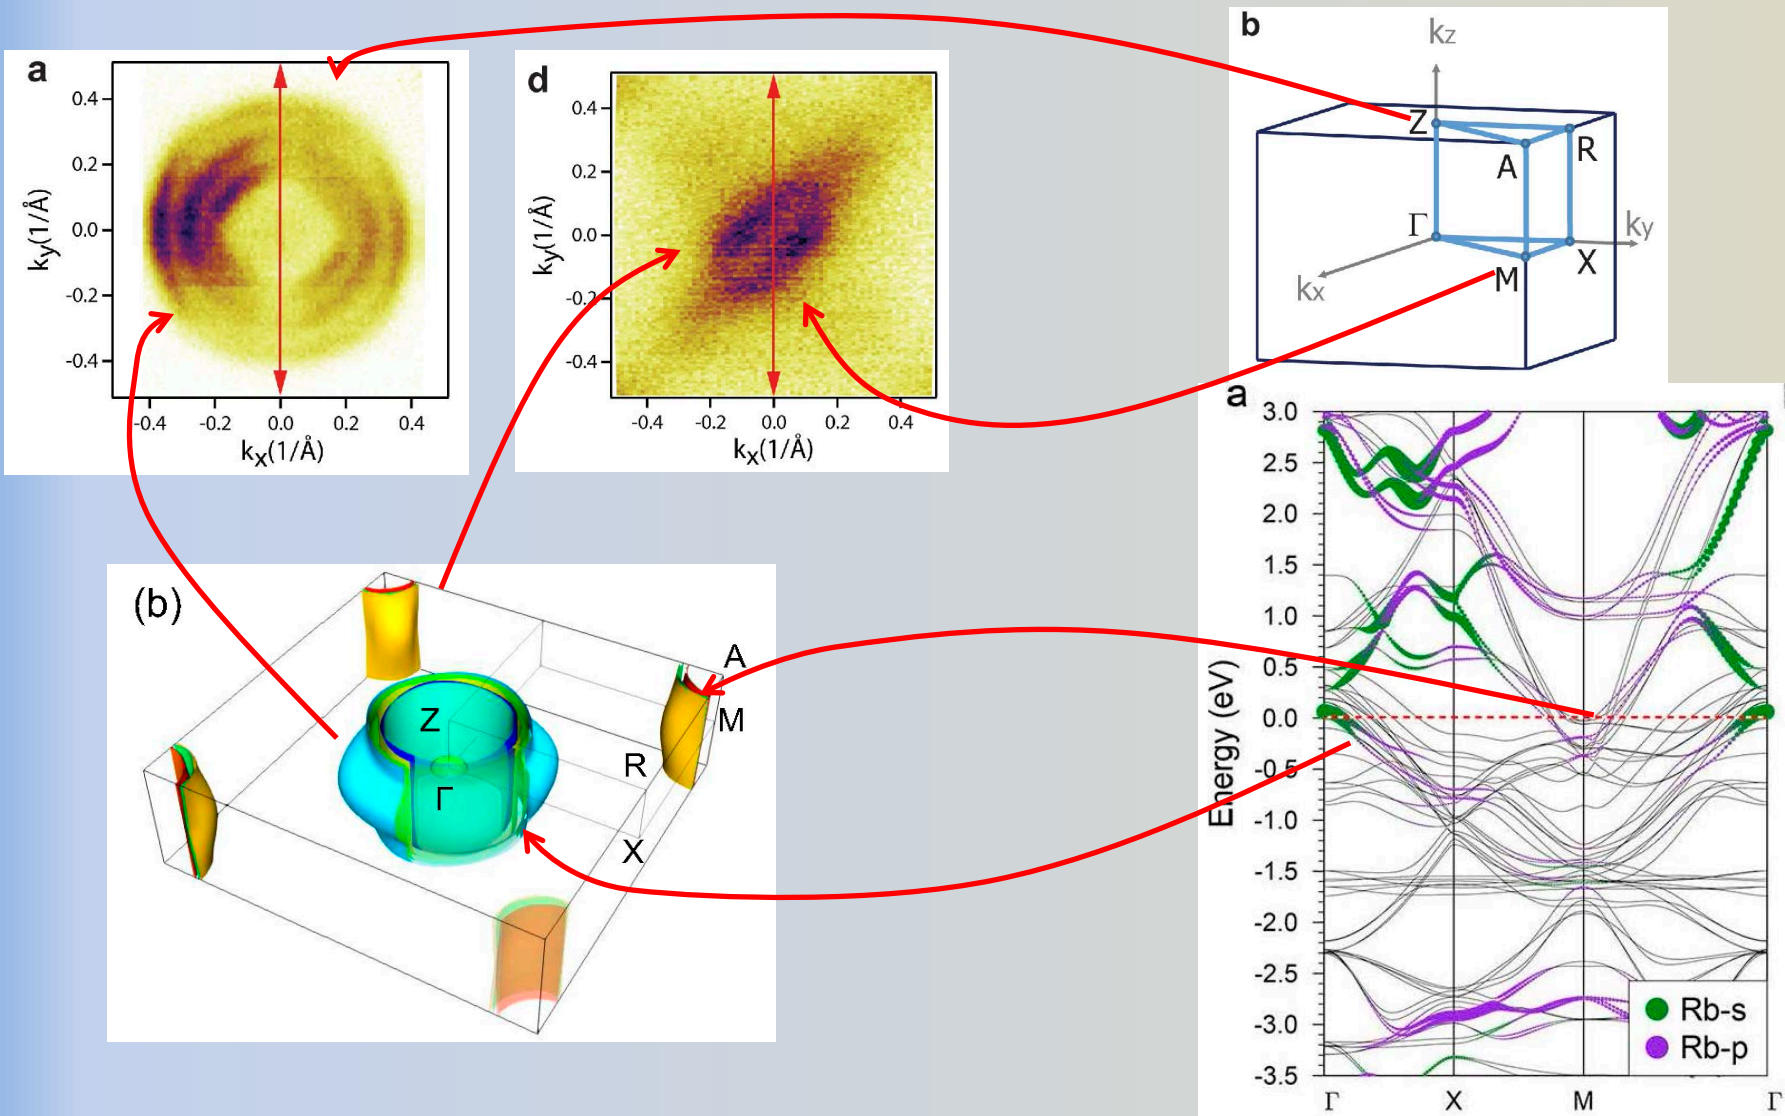 a
0.4
0.2
0.0
-0.2
-0.4
ky(1/Å)
-0.4 -0.2 0.0 0.2 0.4
kx(1/Å)
d
0.4
0.2
0.0
-0.2
-0.4
ky(1/Å)
-0.4 -0.2 0.0 0.2 0.4
kx(1/Å)
b
kz
Z
A
R
Γ
ky
X
M
kx
(b)
A
Z
M
R
Γ
X
a
3.0
2.5
2.0
1.5
1.0
0.5
0.0
-0.5
-1.0
-1.5
-2.0
-2.5
-3.0
-3.5
Energy (eV)
Rb-s
Rb-p
Γ X M Γ